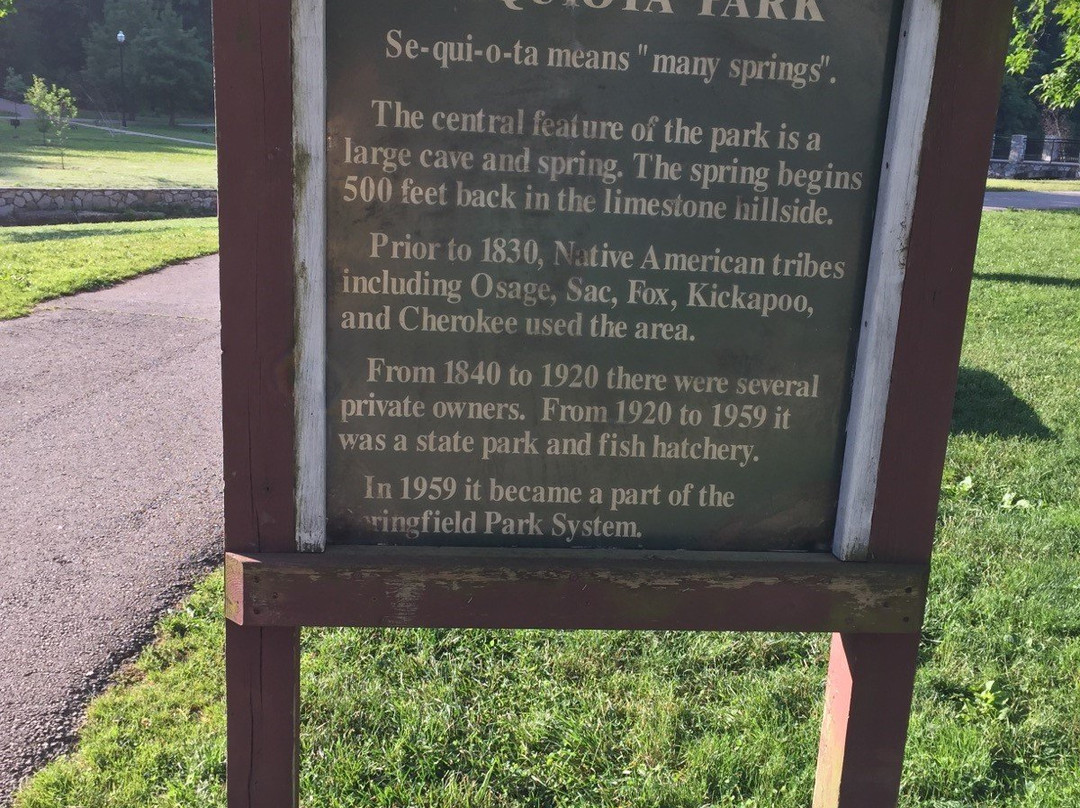 PARK
Se-qui-o-ta means "many springs".
The central feature of the park is a
large cave and spring. The spring begins
500 feet back in the limestone hillside.
Prior to 1830, Native American tribes
including Osage, Sac, Fox, Kickapoo,
and Cherokee used the area.
From 1840 to 1920 there were several
private owners. From 1920 to 1959 it
was a state park and fish hatchery.
In 1959 it became a part of the
ringfield Park System.